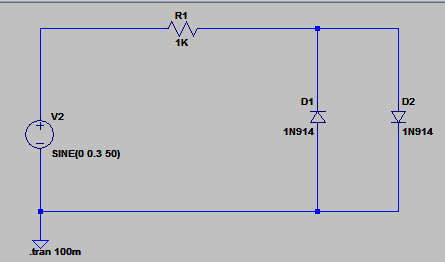 R1
1K
V2
SINE(0 0.3 50)
D1
1N914
D2
1N914
.tran 100m